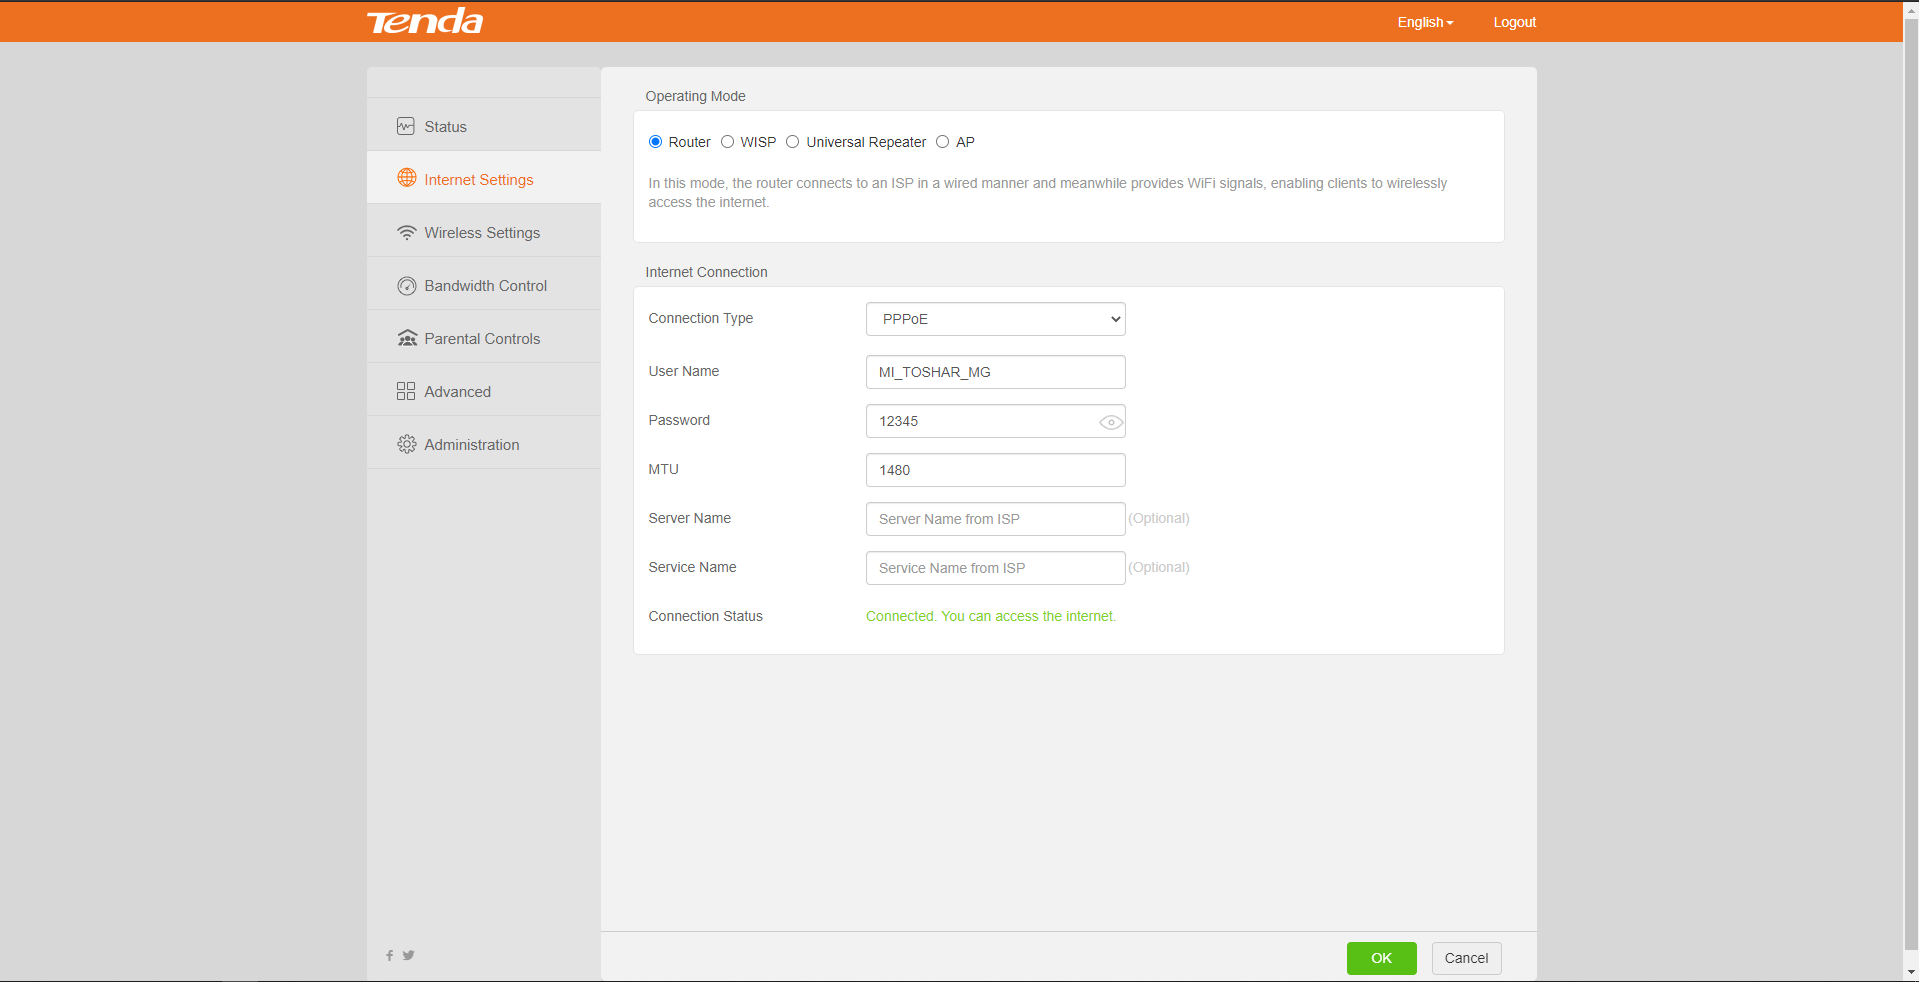 Tenda
English
Logout
Status
Internet Settings
Wireless Settings
Bandwidth Control
Parental Controls
Advanced
Administration
Operating Mode
Router WISP Universal Repeater AP
In this mode, the router connects to an ISP in a wired manner and meanwhile provides WiFi signals, enabling clients to wirelessly
access the internet.
Internet Connection
Connection Type PPPoE
User Name MI_TOSHAR_MG
Password 12345
MTU 1480
Server Name Server Name from ISP (Optional)
Service Name Service Name from ISP (Optional)
Connection Status Connected. You can access the internet.
OK Cancel